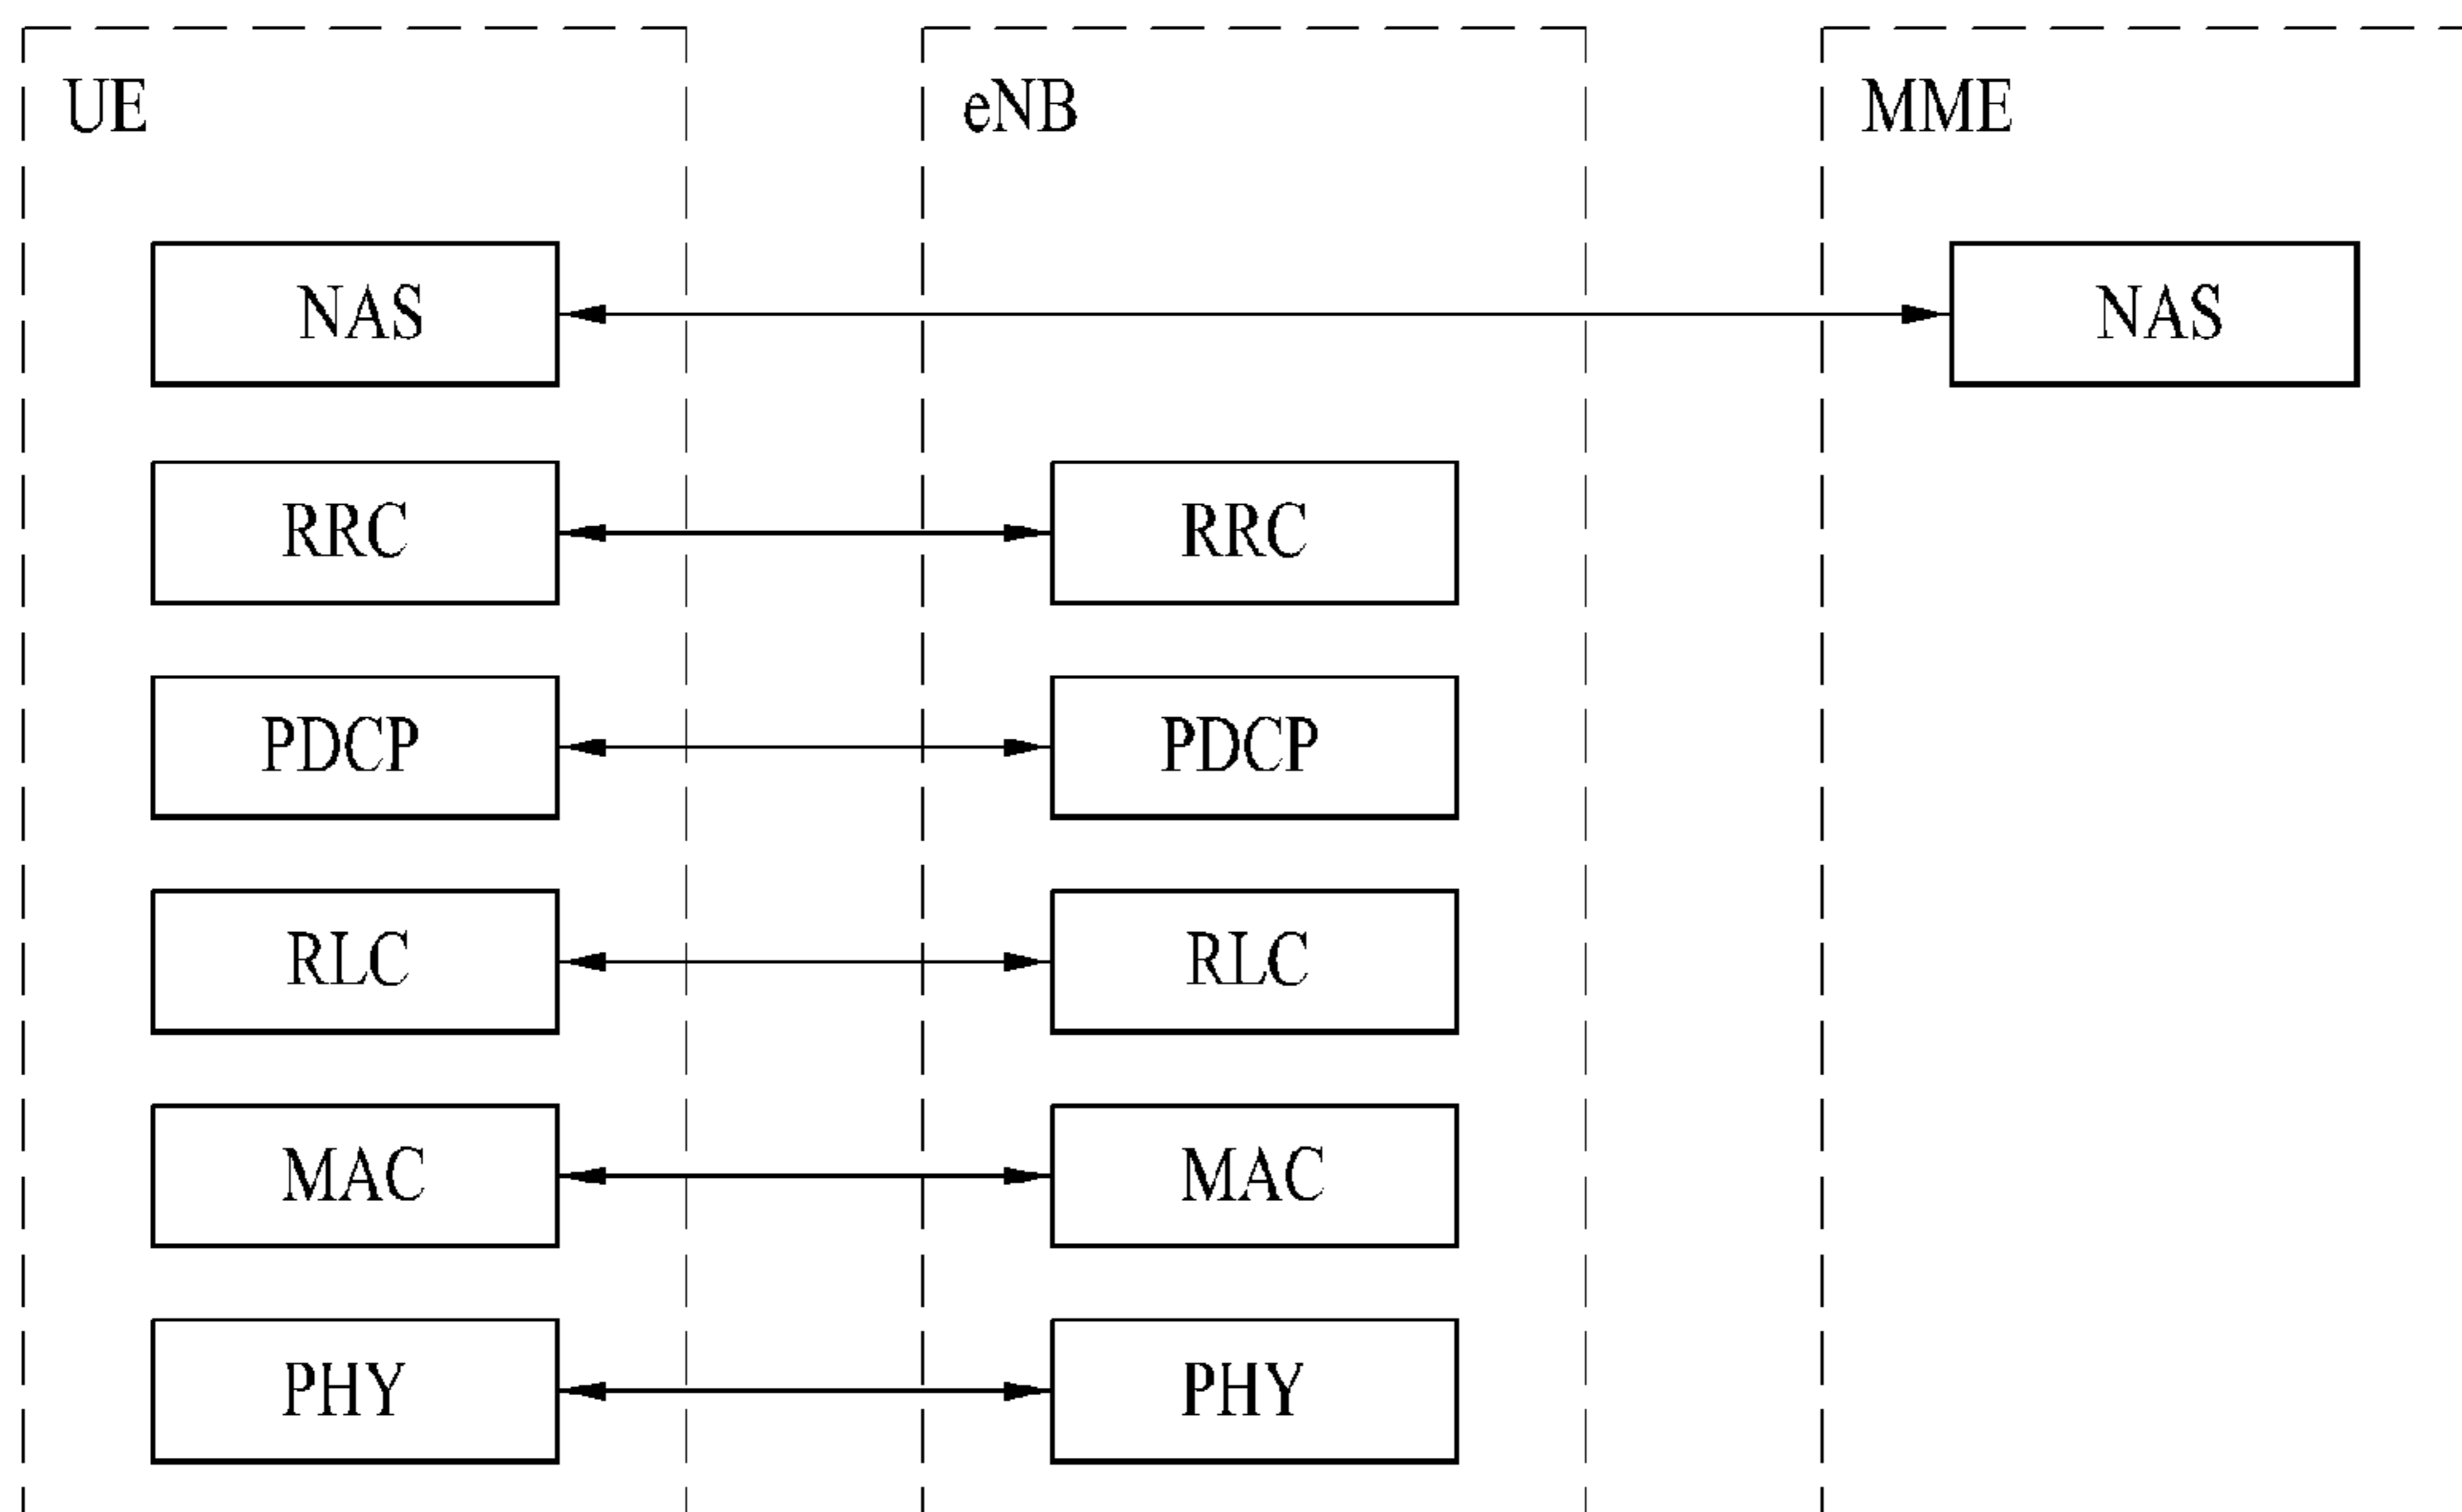 UE eNB MME
NAS NAS
RRC RRC
PDCP PDCP
RLC RLC
MAC MAC
PHY PHY